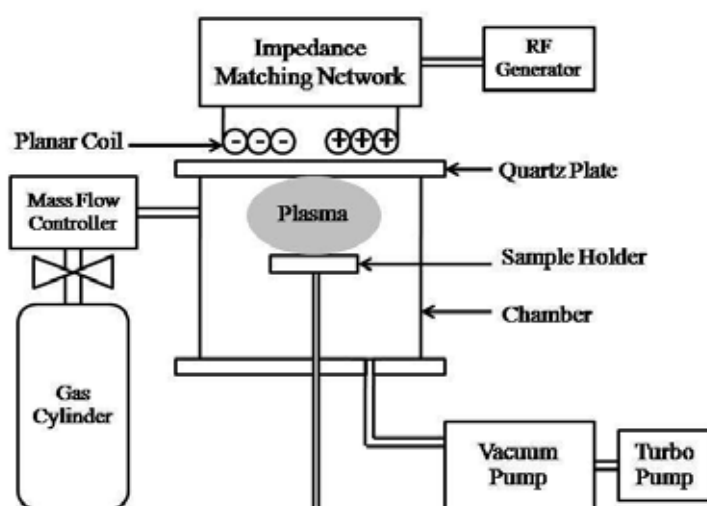 Impedance
Matching Network
RF
Generator
Planar Coil
- - -
+ + +
Quartz Plate
Mass Flow
Controller
Plasma
Sample Holder
Chamber
Gas
Cylinder
Vacuum
Pump
Turbo
Pump